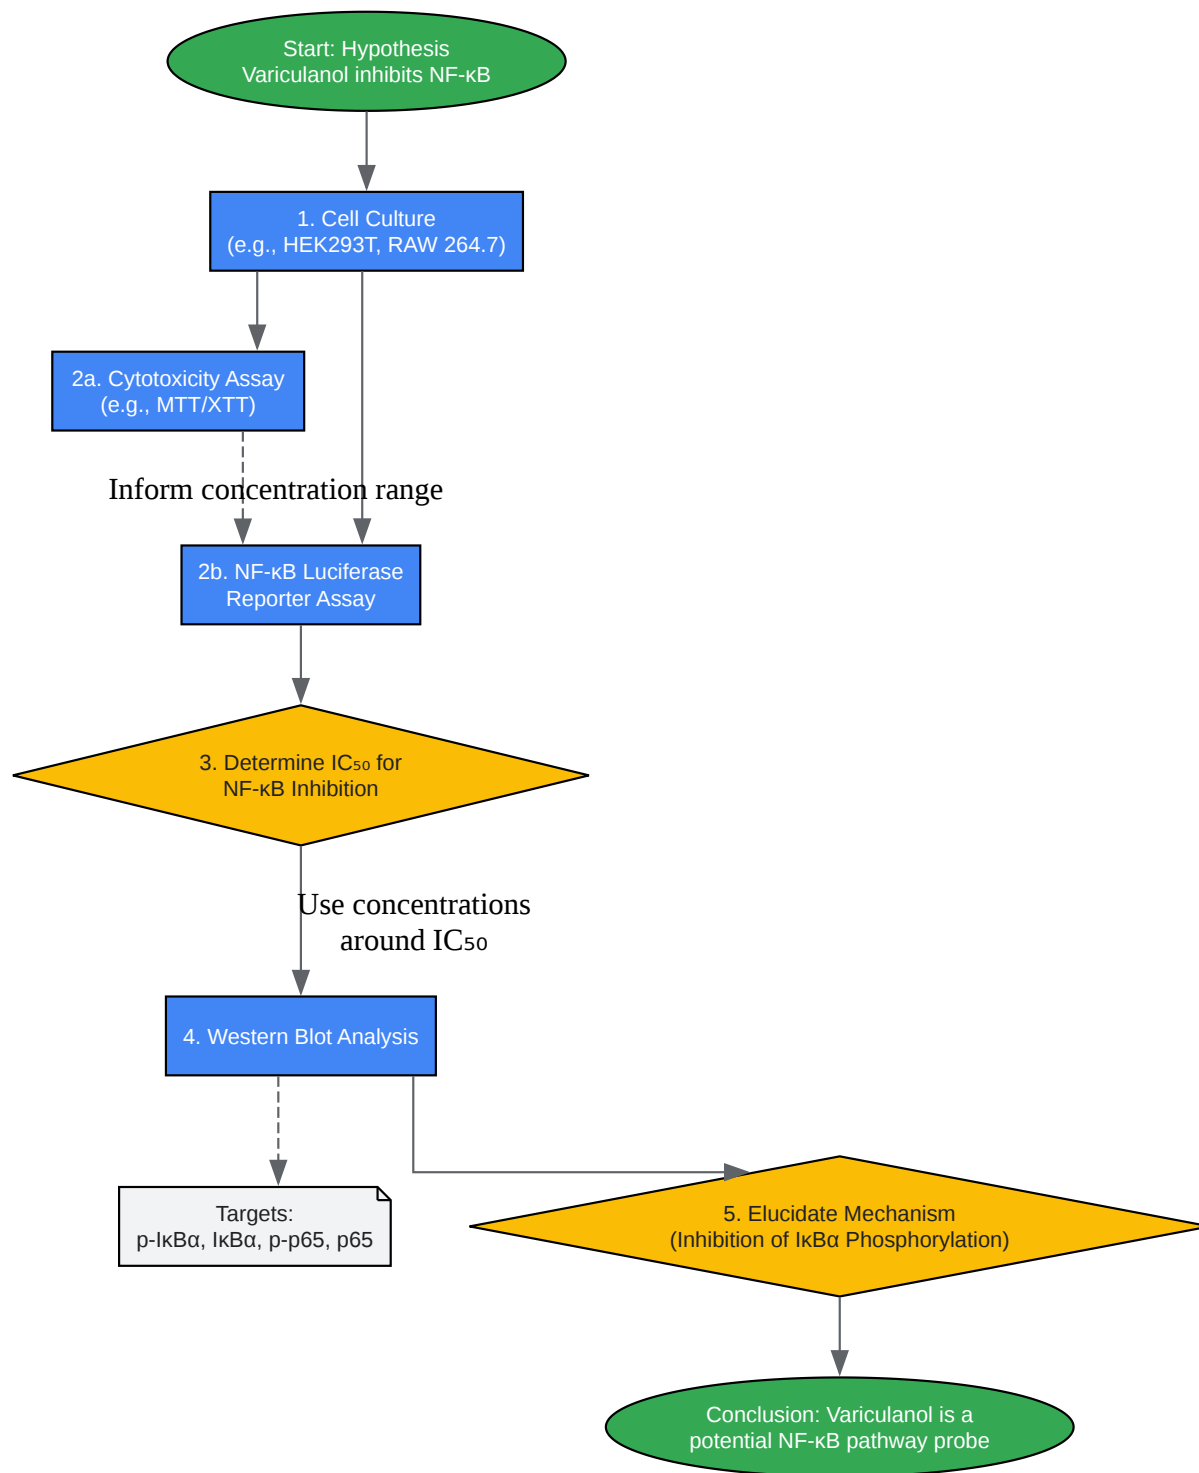 Start: Hypothesis
Variculanol inhibits NF-κB
1. Cell Culture
(e.g., HEK293T, RAW 264.7)
2a. Cytotoxicity Assay
(e.g., MTT/XTT)
Inform concentration range
2b. NF-κB Luciferase
Reporter Assay
3. Determine IC₅₀ for
NF-κB Inhibition
Use concentrations
around IC₅₀
4. Western Blot Analysis
Targets:
p-IκBα, IκBα, p-p65, p65
5. Elucidate Mechanism
(Inhibition of IκBα Phosphorylation)
Conclusion: Variculanol is a
potential NF-κB pathway probe